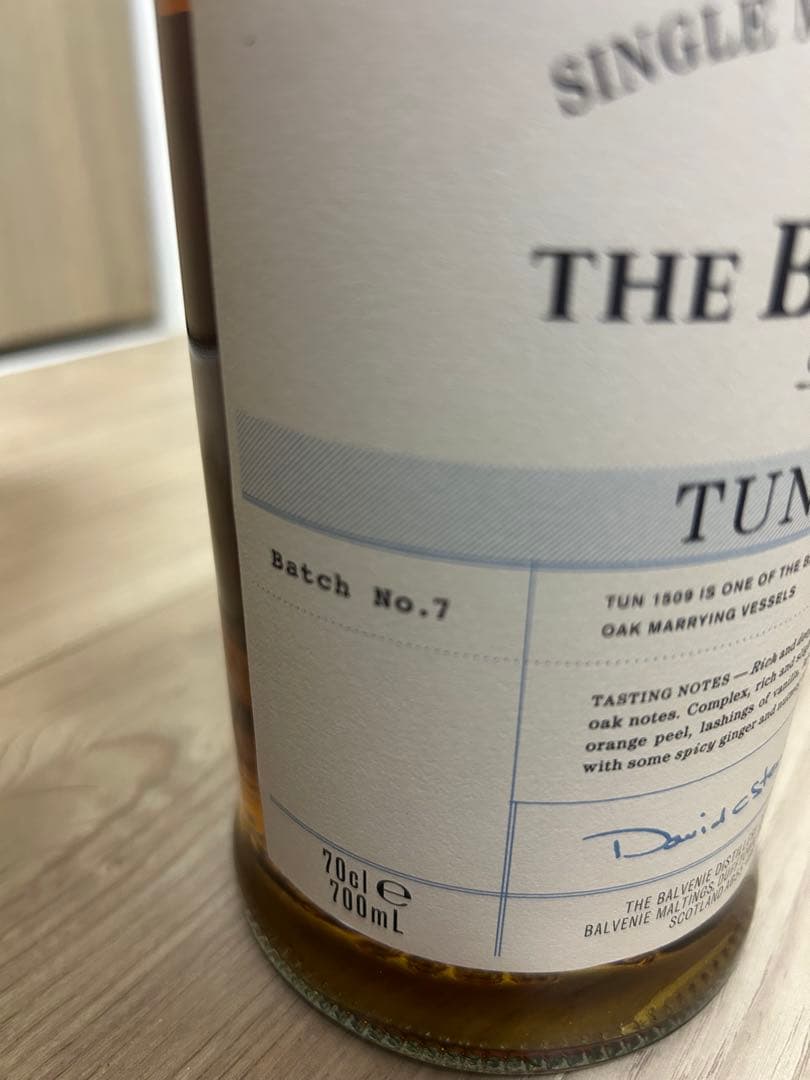 SINGLE
THE
TUN
Batch No.7
TUN 1509 IS ONE OF THE
OAK MARRYING VESSELS
TASTING NOTES — Rich and
oak notes. Complex, rich and
orange peel, lashings of vanilla,
with some spicy ginger and
David C
70cl e
700mL
THE BALVENIE
BALVENIE MALTINGS,
SCOTLAND